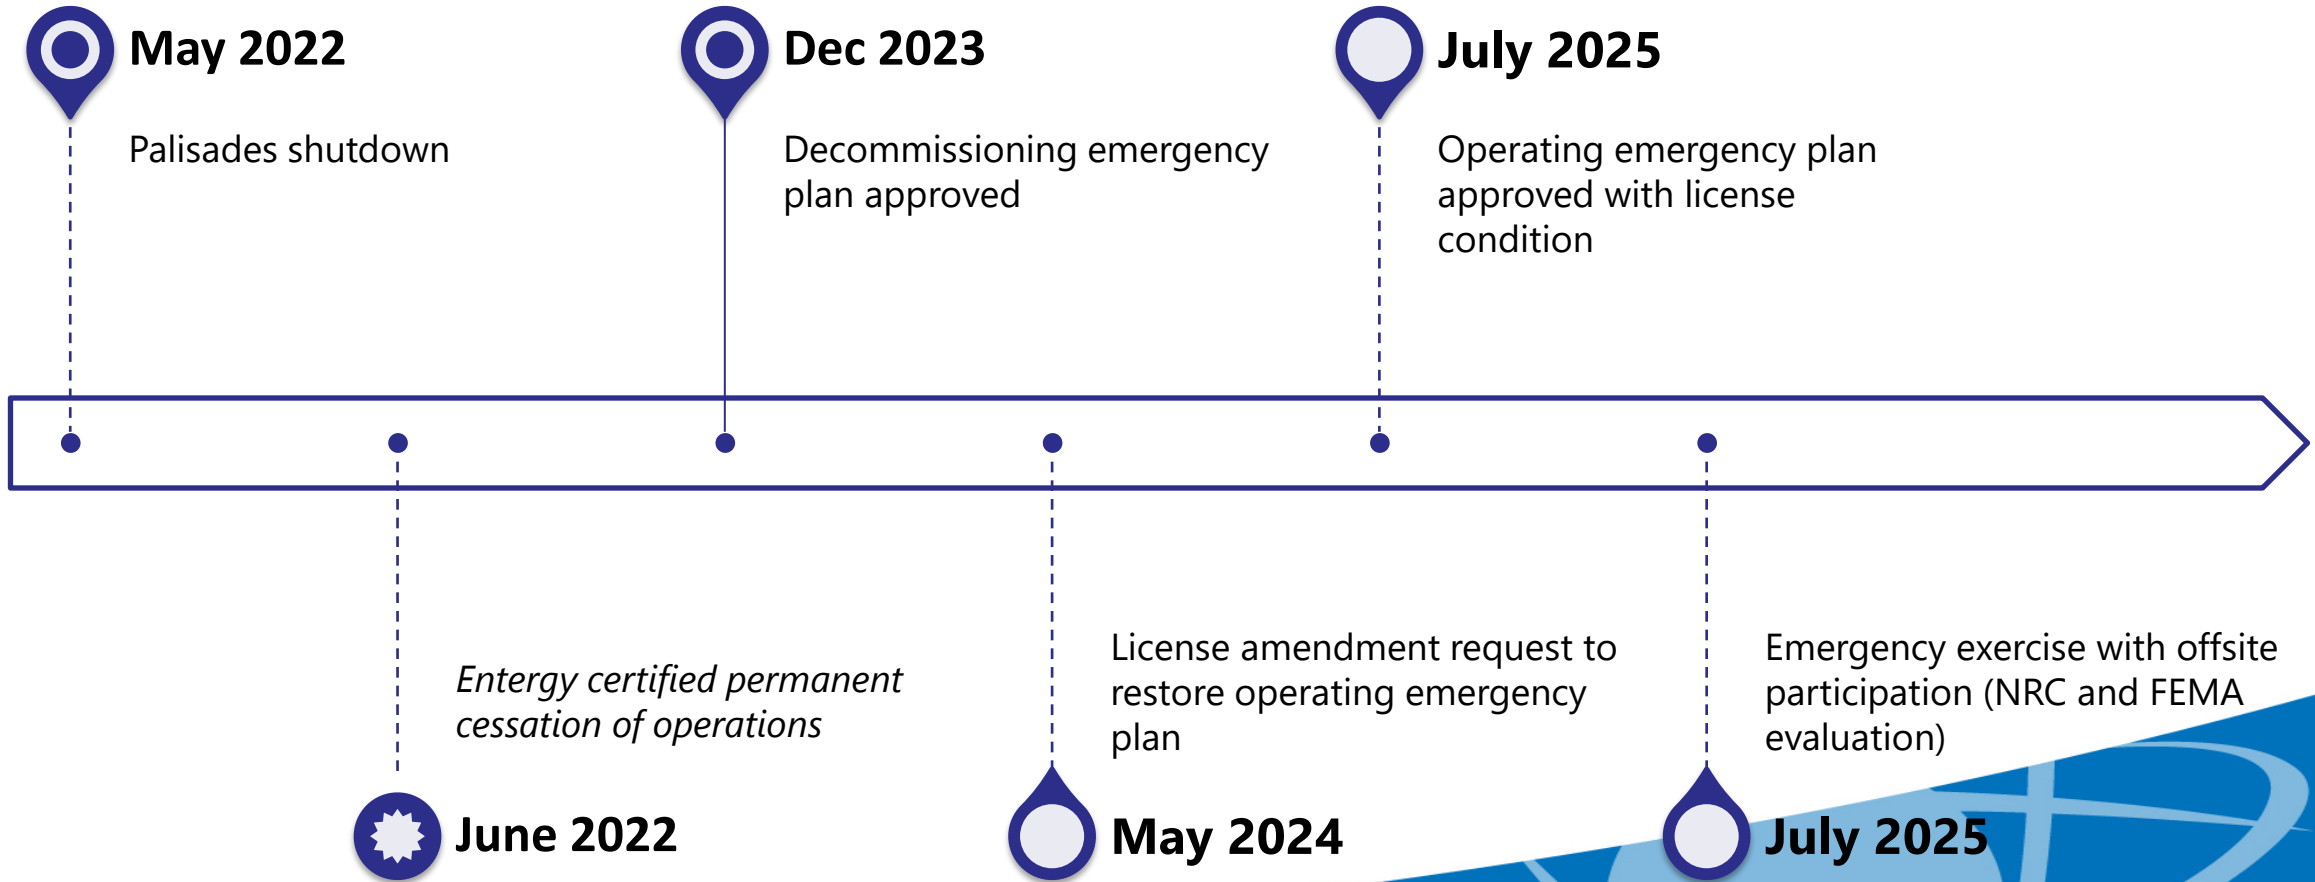 May 2022
Palisades shutdown
Dec 2023
Decommissioning emergency
plan approved
July 2025
Operating emergency plan
approved with license
condition
Entergy certified permanent
cessation of operations
June 2022
License amendment request to
restore operating emergency
plan
May 2024
Emergency exercise with offsite
participation (NRC and FEMA
evaluation)
July 2025